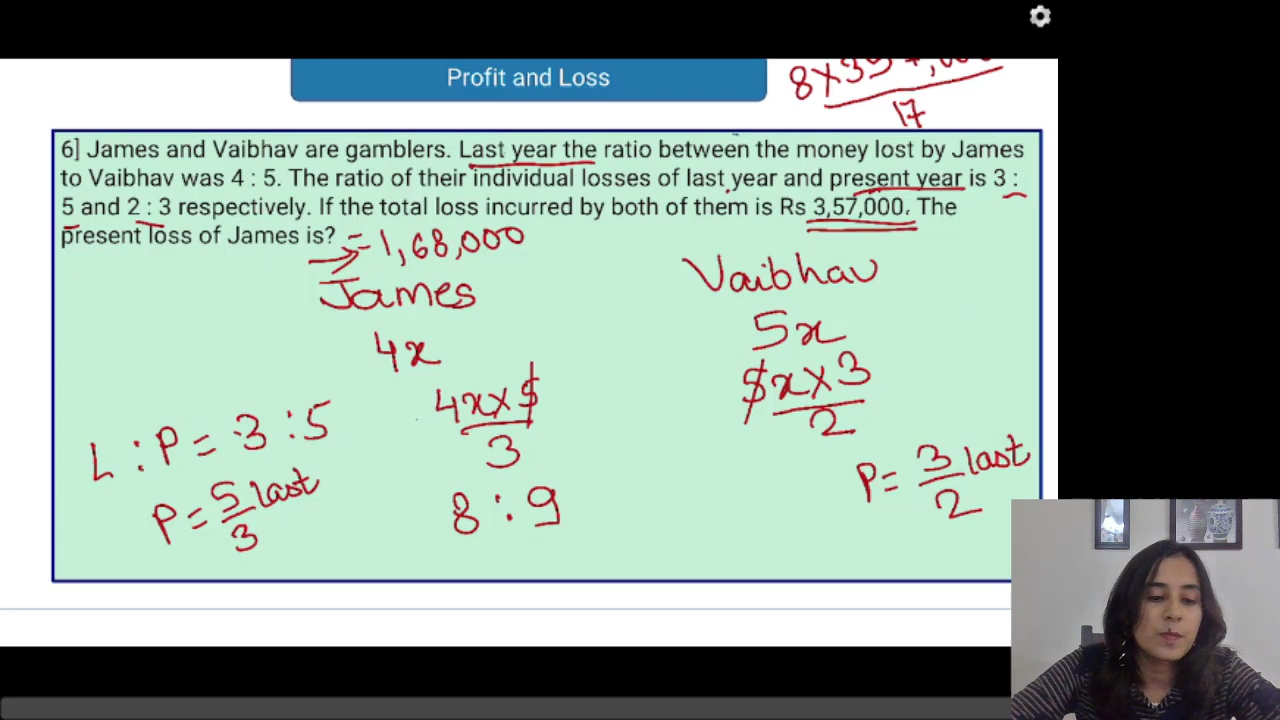 Profit and Loss
8×357,000
17
6] James and Vaibhav are gamblers. Last year the ratio between the money lost by James
to Vaibhav was 4 : 5. The ratio of their individual losses of last year and present year is 3 :
5 and 2 : 3 respectively. If the total loss incurred by both of them is Rs 3,57,000. The
present loss of James is?
= 1,68,000
James
Vaibhav
4x
5x
4x×5
3
5x×3
2
L : P = 3 : 5
P = 5/3 last
8 : 9
P = 3/2 last